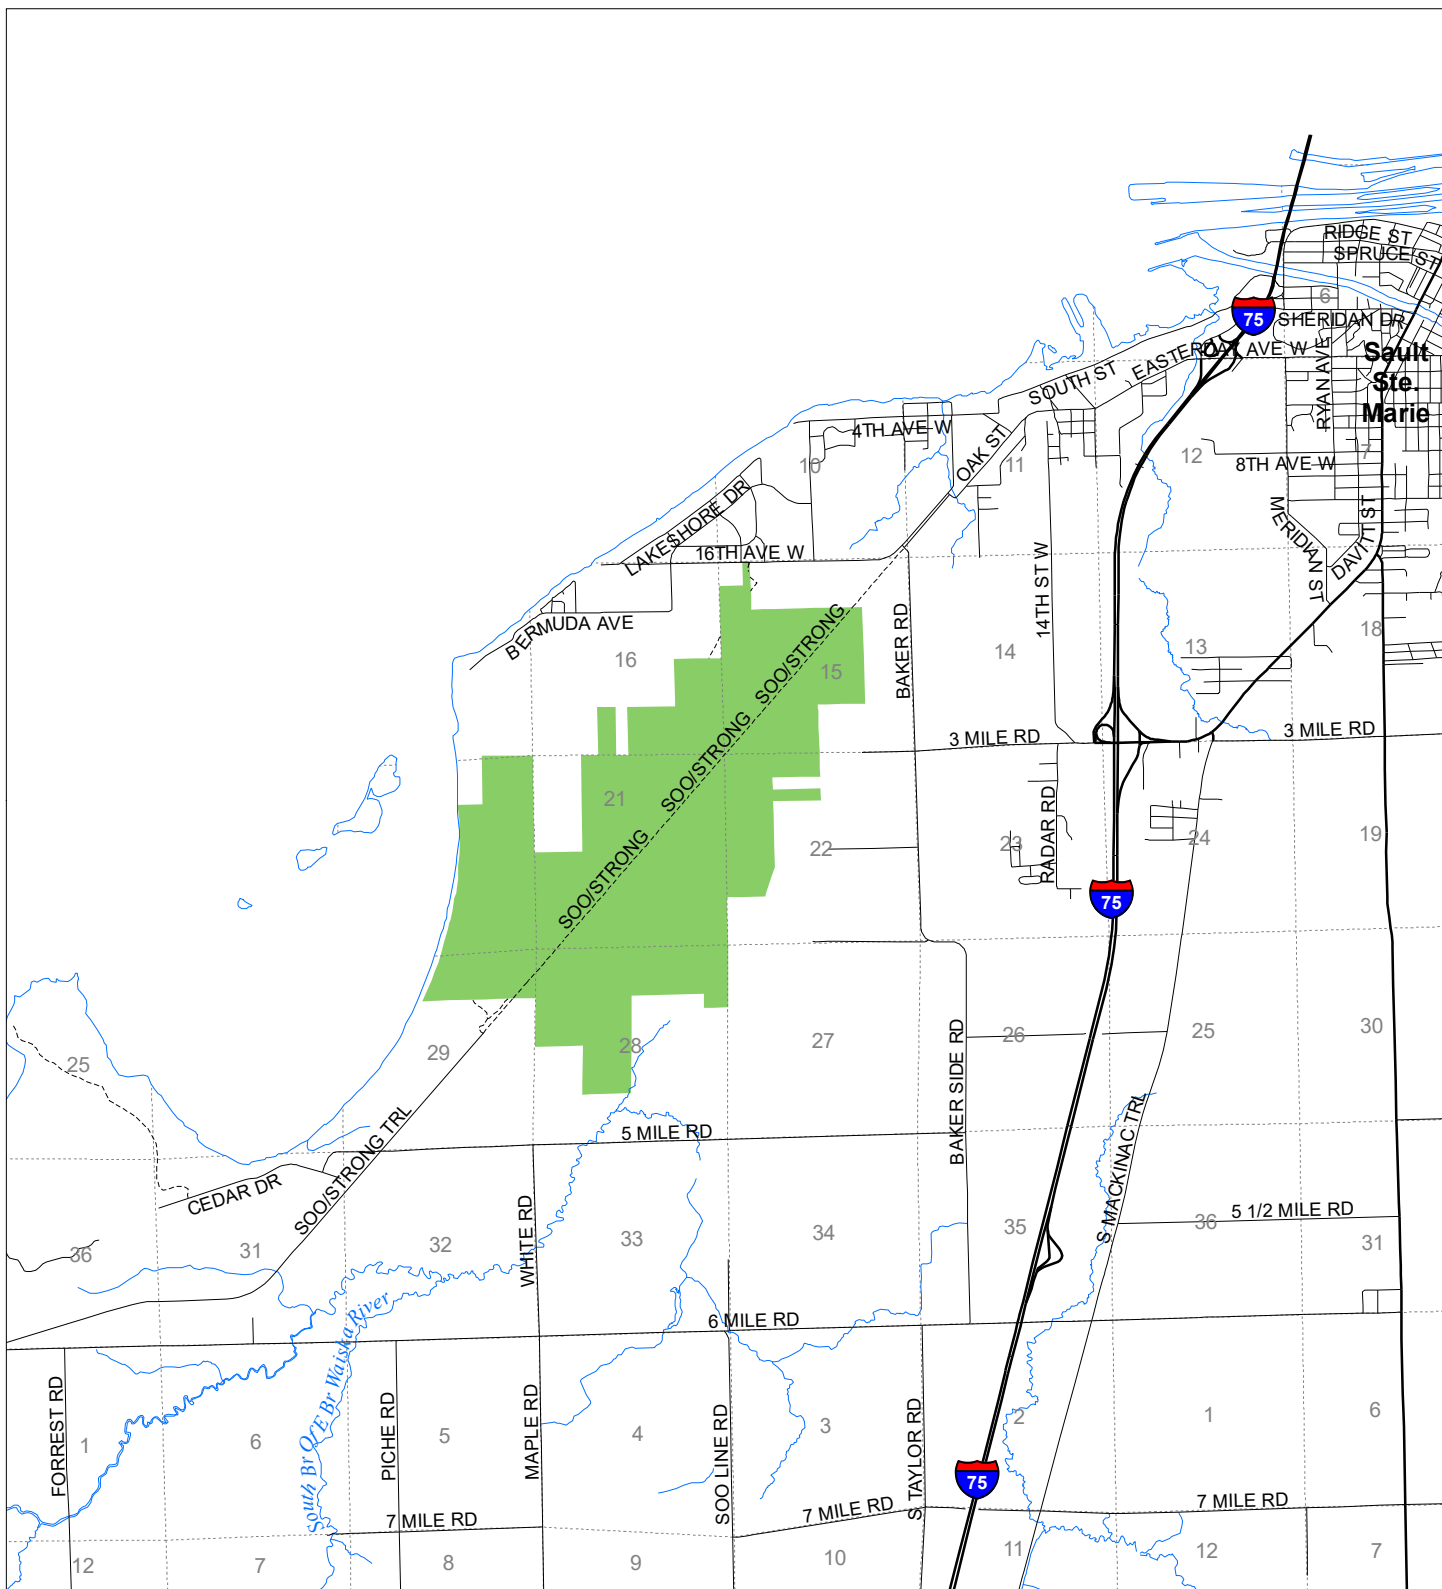 RIDGE ST
SPRUCE ST
6
75
SHERIDAN DR
EASTERDAY AVE W
RYAN AVE
Sault
Ste.
Marie
SOUTH ST
4TH AVE W
OAK ST
10
11
12
8TH AVE W
7
LAKESHORE DR
16TH AVE W
14TH ST W
MERIDIAN ST
DAVITT ST
BERMUDA AVE
16
SOO/STRONG
15
BAKER RD
14
13
18
SOO/STRONG
3 MILE RD
3 MILE RD
21
SOO/STRONG
22
23
RADAR RD
24
19
75
25
29
28
27
BAKER SIDE RD
26
25
30
SOO/STRONG TRL
5 MILE RD
S MACKINAC TRL
CEDAR DR
36
31
32
WHITE RD
33
34
35
36
5 1/2 MILE RD
31
6 MILE RD
South Br Of E Br Waiska River
FORREST RD
1
6
PICHE RD
5
MAPLE RD
4
SOO LINE RD
3
S TAYLOR RD
2
1
6
75
7 MILE RD
7 MILE RD
7 MILE RD
12
7
8
9
10
11
12
7